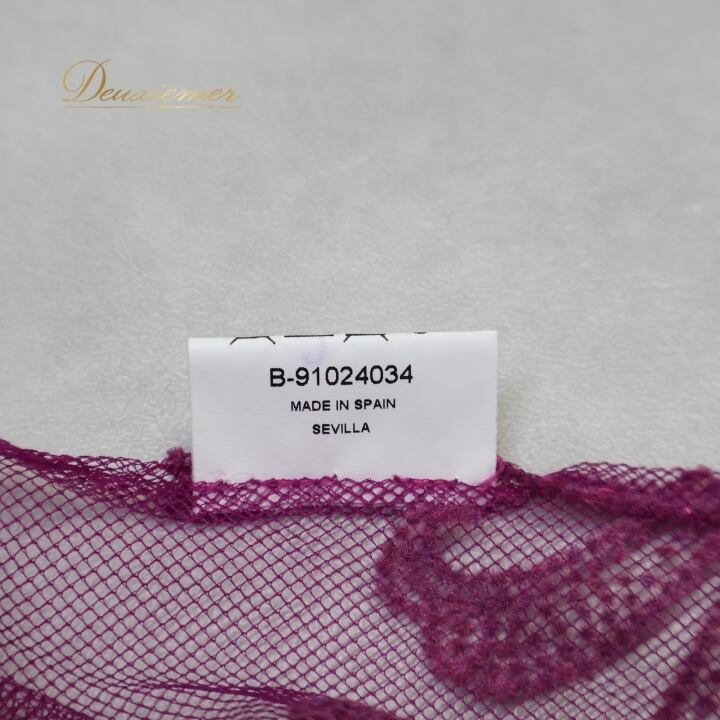 Deuxiemer
B-91024034
MADE IN SPAIN
SEVILLA